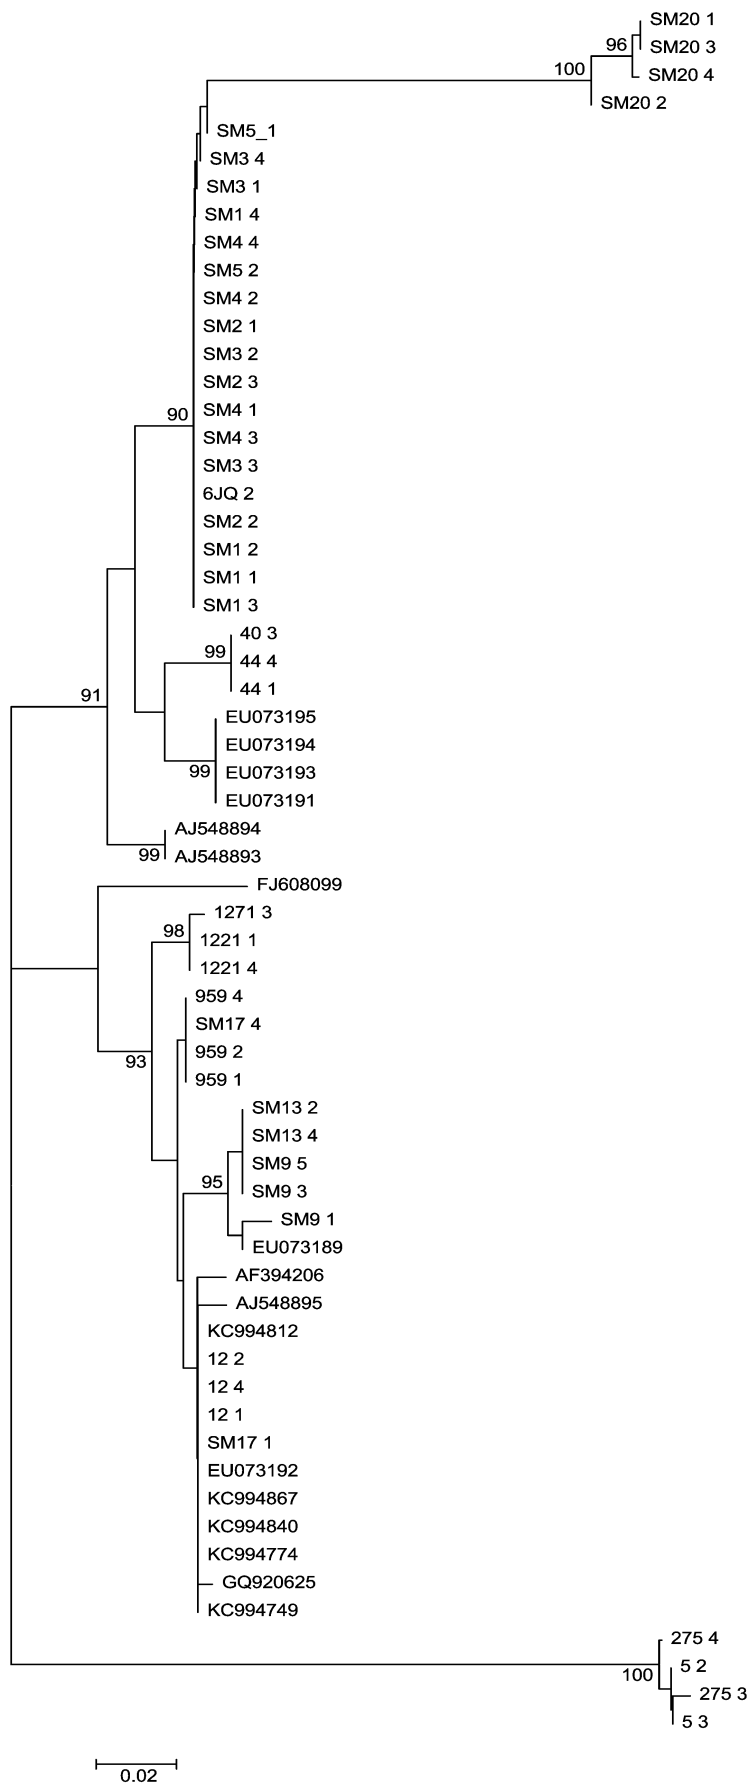 SM20 1
96
SM20 3
100
SM20 4
SM20 2
SM5_1
SM3 4
SM3 1
SM1 4
SM4 4
SM5 2
SM4 2
SM2 1
SM3 2
SM2 3
90
SM4 1
SM4 3
SM3 3
6JQ 2
SM2 2
SM1 2
SM1 1
SM1 3
40 3
99
44 4
44 1
91
EU073195
EU073194
99
EU073193
EU073191
AJ548894
99
AJ548893
FJ608099
1271 3
98
1221 1
1221 4
959 4
SM17 4
93
959 2
959 1
SM13 2
SM13 4
SM9 5
95
SM9 3
SM9 1
EU073189
AF394206
AJ548895
KC994812
12 2
12 4
12 1
SM17 1
EU073192
KC994867
KC994840
KC994774
GQ920625
KC994749
275 4
100
5 2
275 3
5 3
0.02